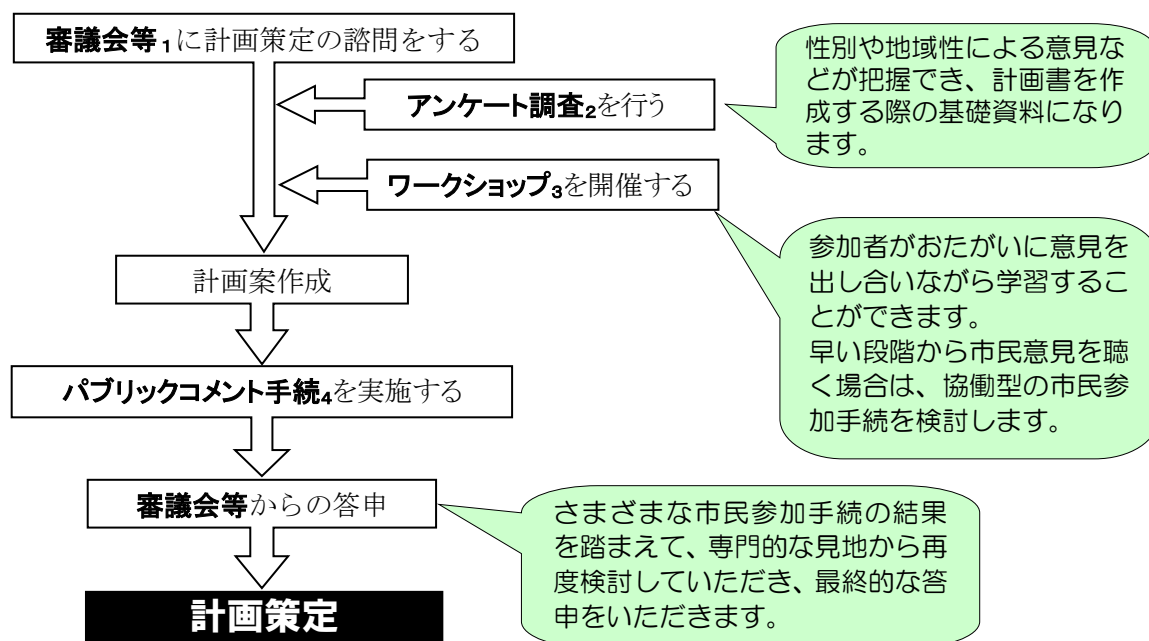 審議会等₁に計画策定の諮問をする
性別や地域性による意見な
どが把握でき、計画書を作
成する際の基礎資料になり
ます。
アンケート調査₂を行う
ワークショップ₃を開催する
参加者がおたがいに意見を
出し合いながら学習するこ
とができます。
早い段階から市民意見を聴
く場合は、協働型の市民参
加手続を検討します。
計画案作成
パブリックコメント手続₄を実施する
審議会等からの答申
さまざまな市民参加手続の結果
を踏まえて、専門的な見地から再
度検討していただき、最終的な答
申をいただきます。
計画策定